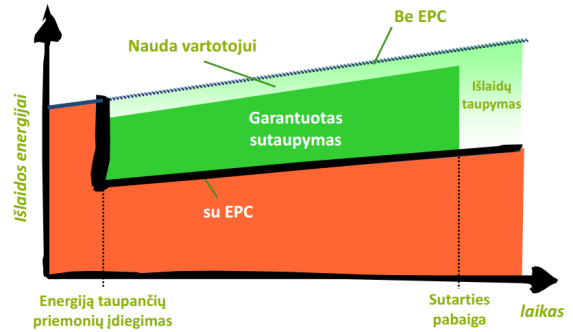 Be EPC
Nauda vartotojui
Išlaidos energijai
Garantuotas
sutaupymas
Išlaidų
taupymas
su EPC
Energiją taupančių
priemonių įdiegimas
Sutarties
pabaiga
laikas